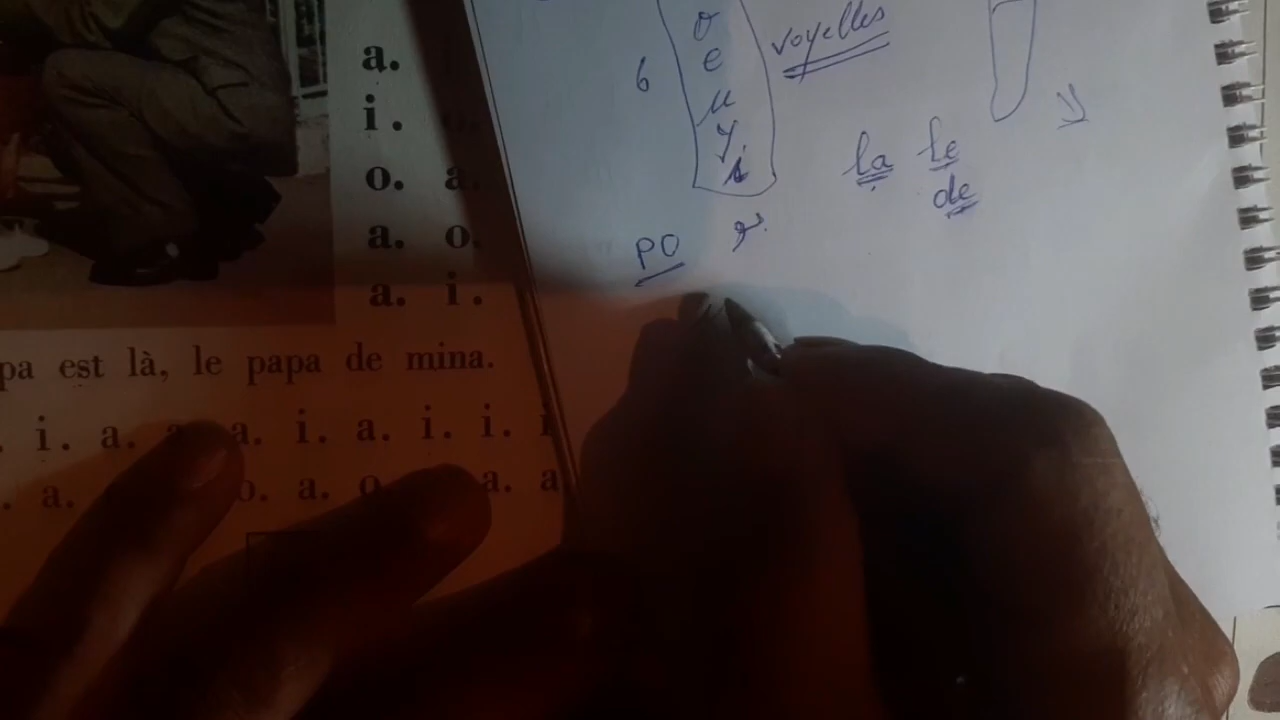 a.
i.
o. a.
a. o.
a. i.
pa est là, le papa de mina.
i. a. a. i. a. i. i. i
. a. o. a. o a. a
o
e
u
y
i
6
voyelles
la le
de
PO